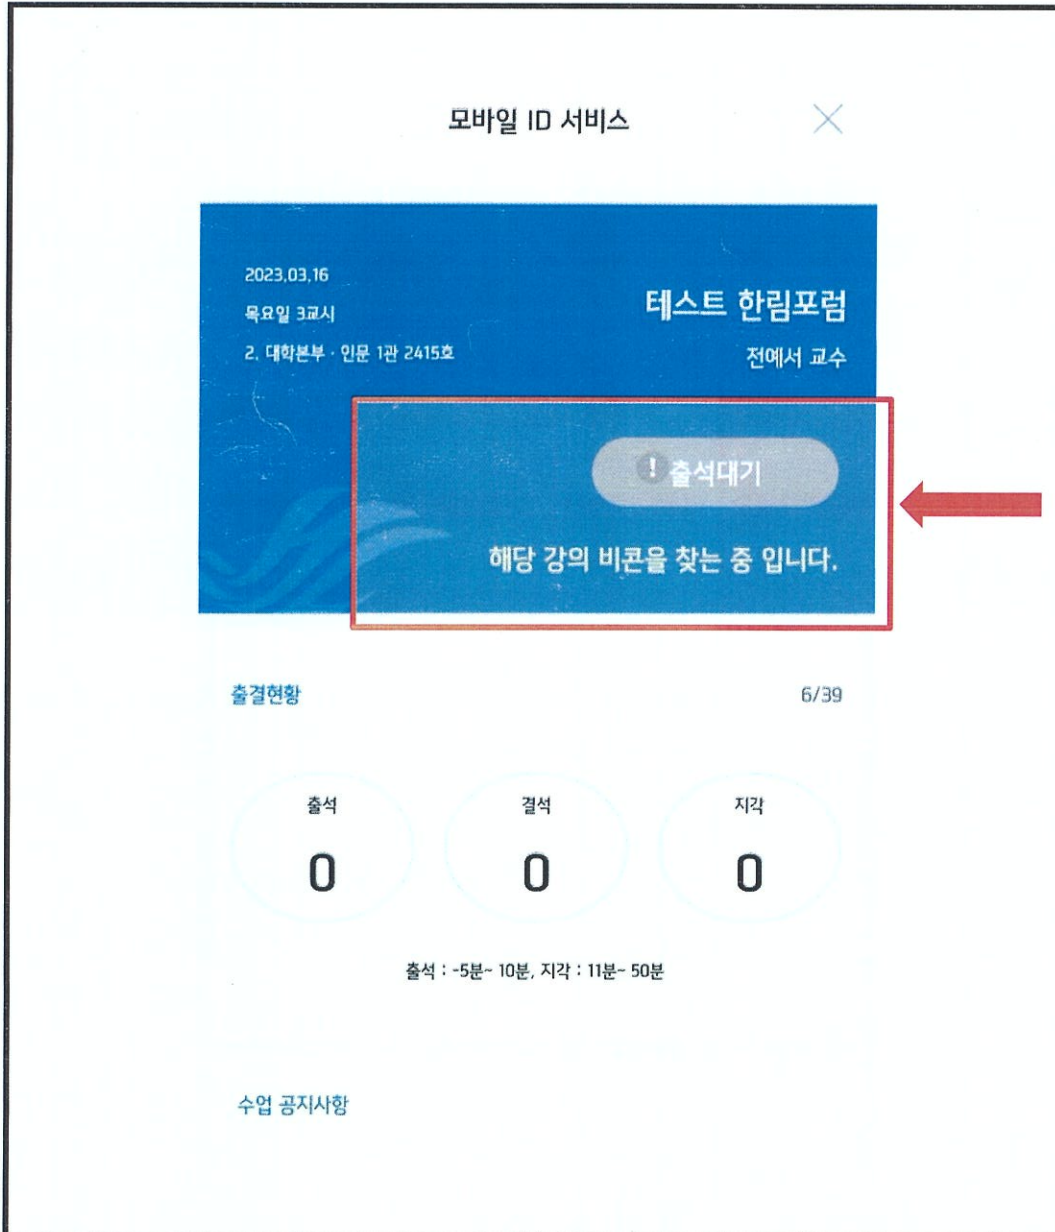 모바일 ID 서비스
2023.03.16
목요일 3교시
2. 대학본부 · 인문 1관 2415호
테스트 한림포럼
전예서 교수
! 출석대기
해당 강의 비콘을 찾는 중 입니다.
출결현황
6/39
출석
결석
지각
0
0
0
출석 : -5분~ 10분, 지각 : 11분~ 50분
수업 공지사항